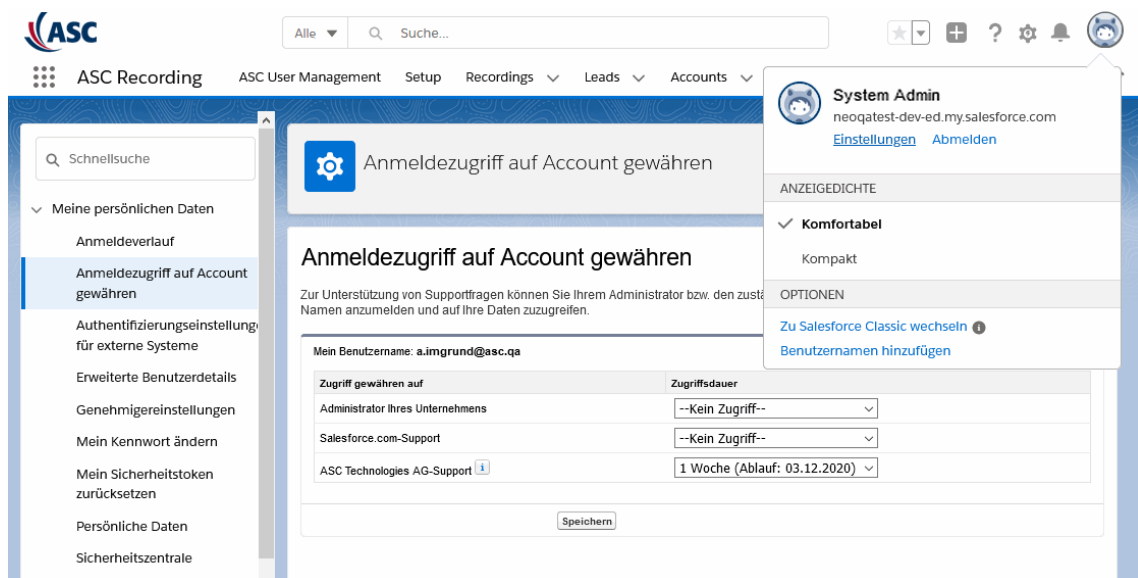 ASC
Alle
Suche...
ASC Recording
ASC User Management
Setup
Recordings
Leads
Accounts
System Admin
neoqatest-dev-ed.my.salesforce.com
Einstellungen Abmelden
ANZEIGEDICHTE
Komfortabel
Kompakt
OPTIONEN
Zu Salesforce Classic wechseln
Benutzernamen hinzufügen
Schnellsuche
Meine persönlichen Daten
Anmeldeverlauf
Anmeldezugriff auf Account
gewähren
Authentifizierungseinstellung
für externe Systeme
Erweiterte Benutzerdetails
Genehmigereinstellungen
Mein Kennwort ändern
Mein Sicherheitstoken
zurücksetzen
Persönliche Daten
Sicherheitszentrale
Anmeldezugriff auf Account gewähren
Anmeldezugriff auf Account gewähren
Zur Unterstützung von Supportfragen können Sie Ihrem Administrator bzw. den zustä
Namen anzumelden und auf Ihre Daten zuzugreifen.
Mein Benutzername: a.imgrund@asc.qa
Zugriff gewähren auf Zugriffsdauer
Administrator Ihres Unternehmens --Kein Zugriff--
Salesforce.com-Support --Kein Zugriff--
ASC Technologies AG-Support i 1 Woche (Ablauf: 03.12.2020)
Speichern